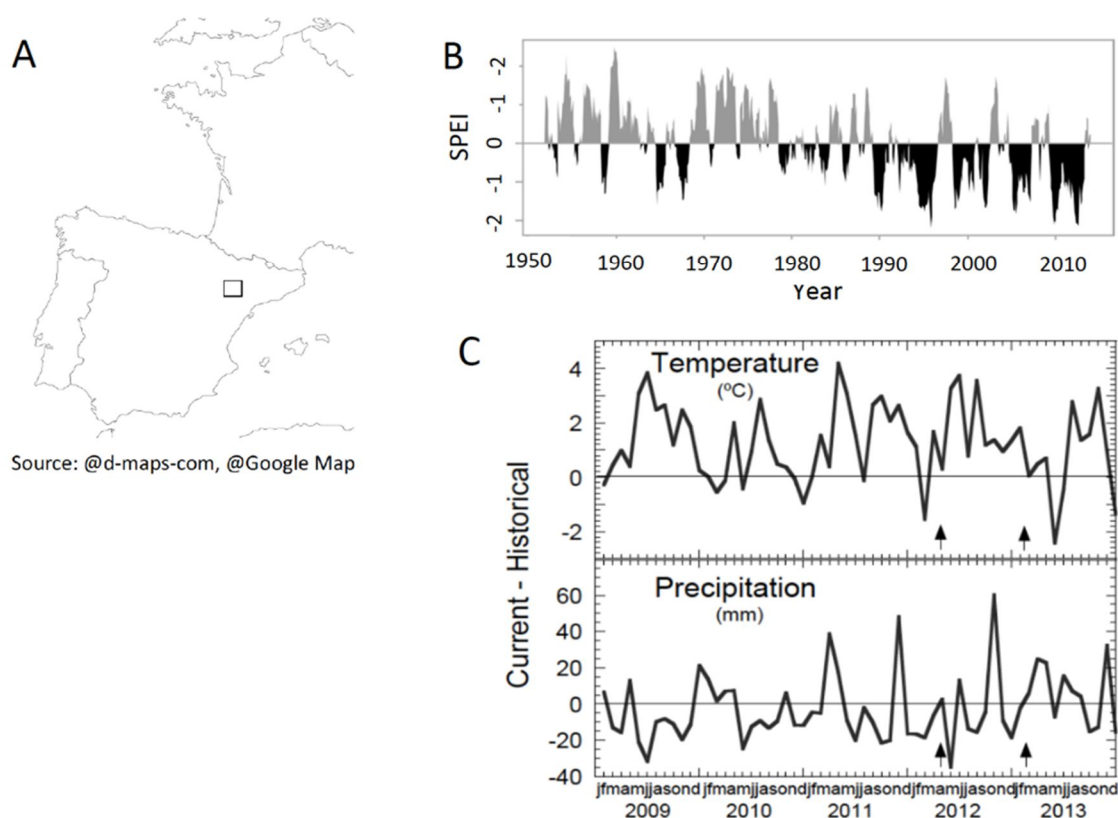 A
Source: @d-maps-com, @Google Map
B
SPEI
-2
-1
0
-1
-2
1950 1960 1970 1980 1990 2000 2010
Year
C
Current - Historical
Temperature
(ºC)
4
2
0
-2
Precipitation
(mm)
60
40
20
0
-20
-40
jfmamjjasond jfmamjjasond jfmamjjasond jfmamjjasond jfmamjjasond
2009 2010 2011 2012 2013